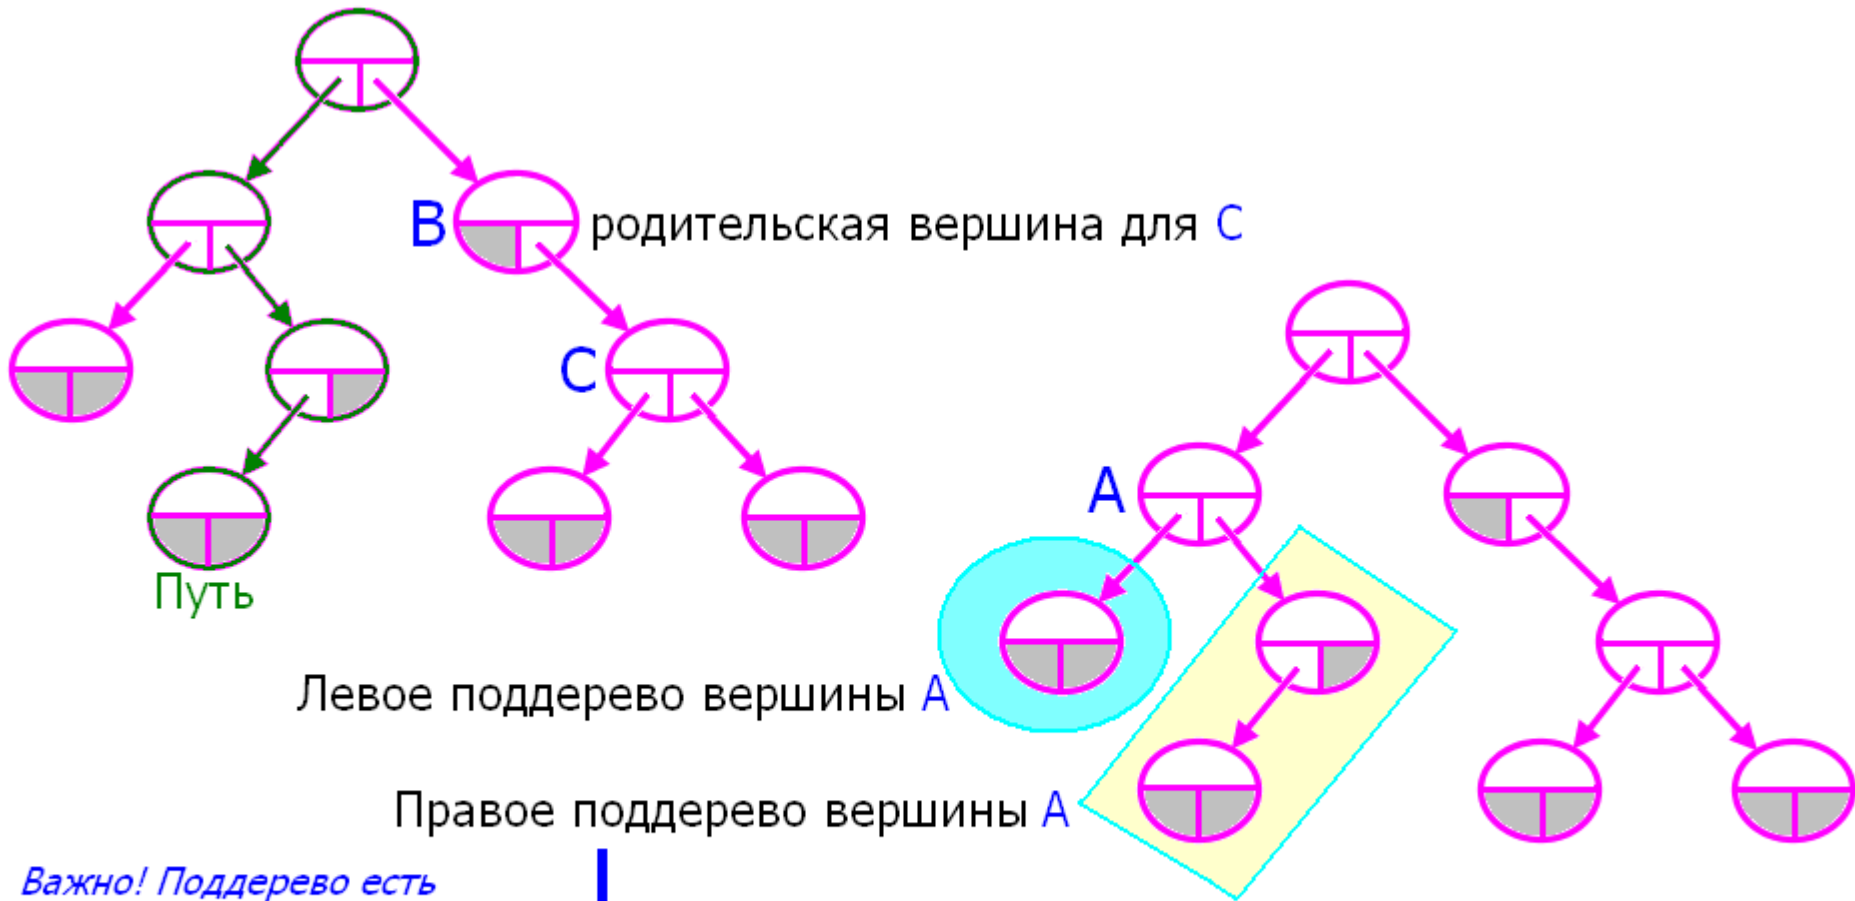 B родительская вершина для C
C
A
Путь
Левое поддерево вершины A
Правое поддерево вершины A
Важно! Поддерево есть